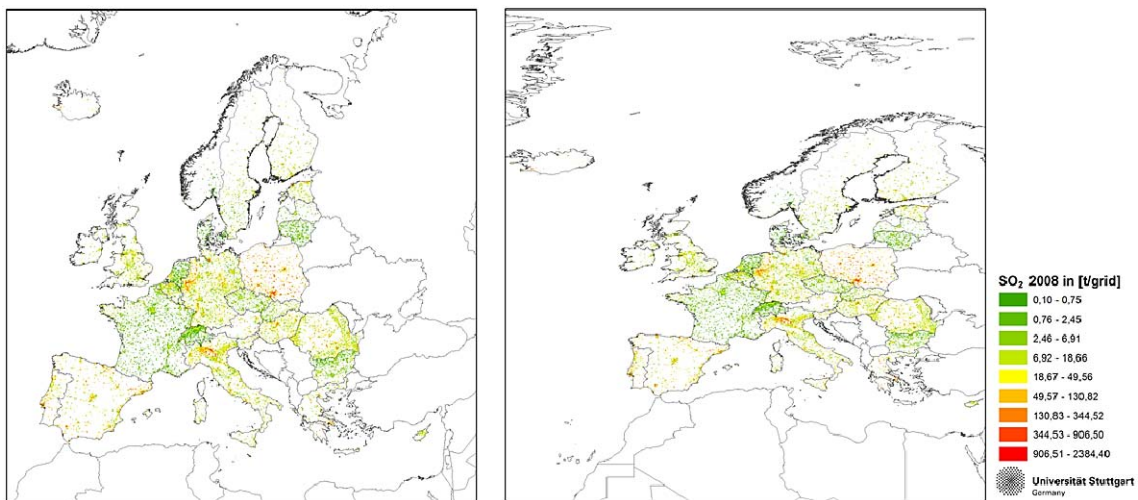 SO₂ 2008 in [t/grid]
0,10 - 0,75
0,76 - 2,45
2,46 - 6,91
6,92 - 18,66
18,67 - 49,56
49,57 - 130,82
130,83 - 344,52
344,53 - 906,50
906,51 - 2384,40
Universität Stuttgart
Germany